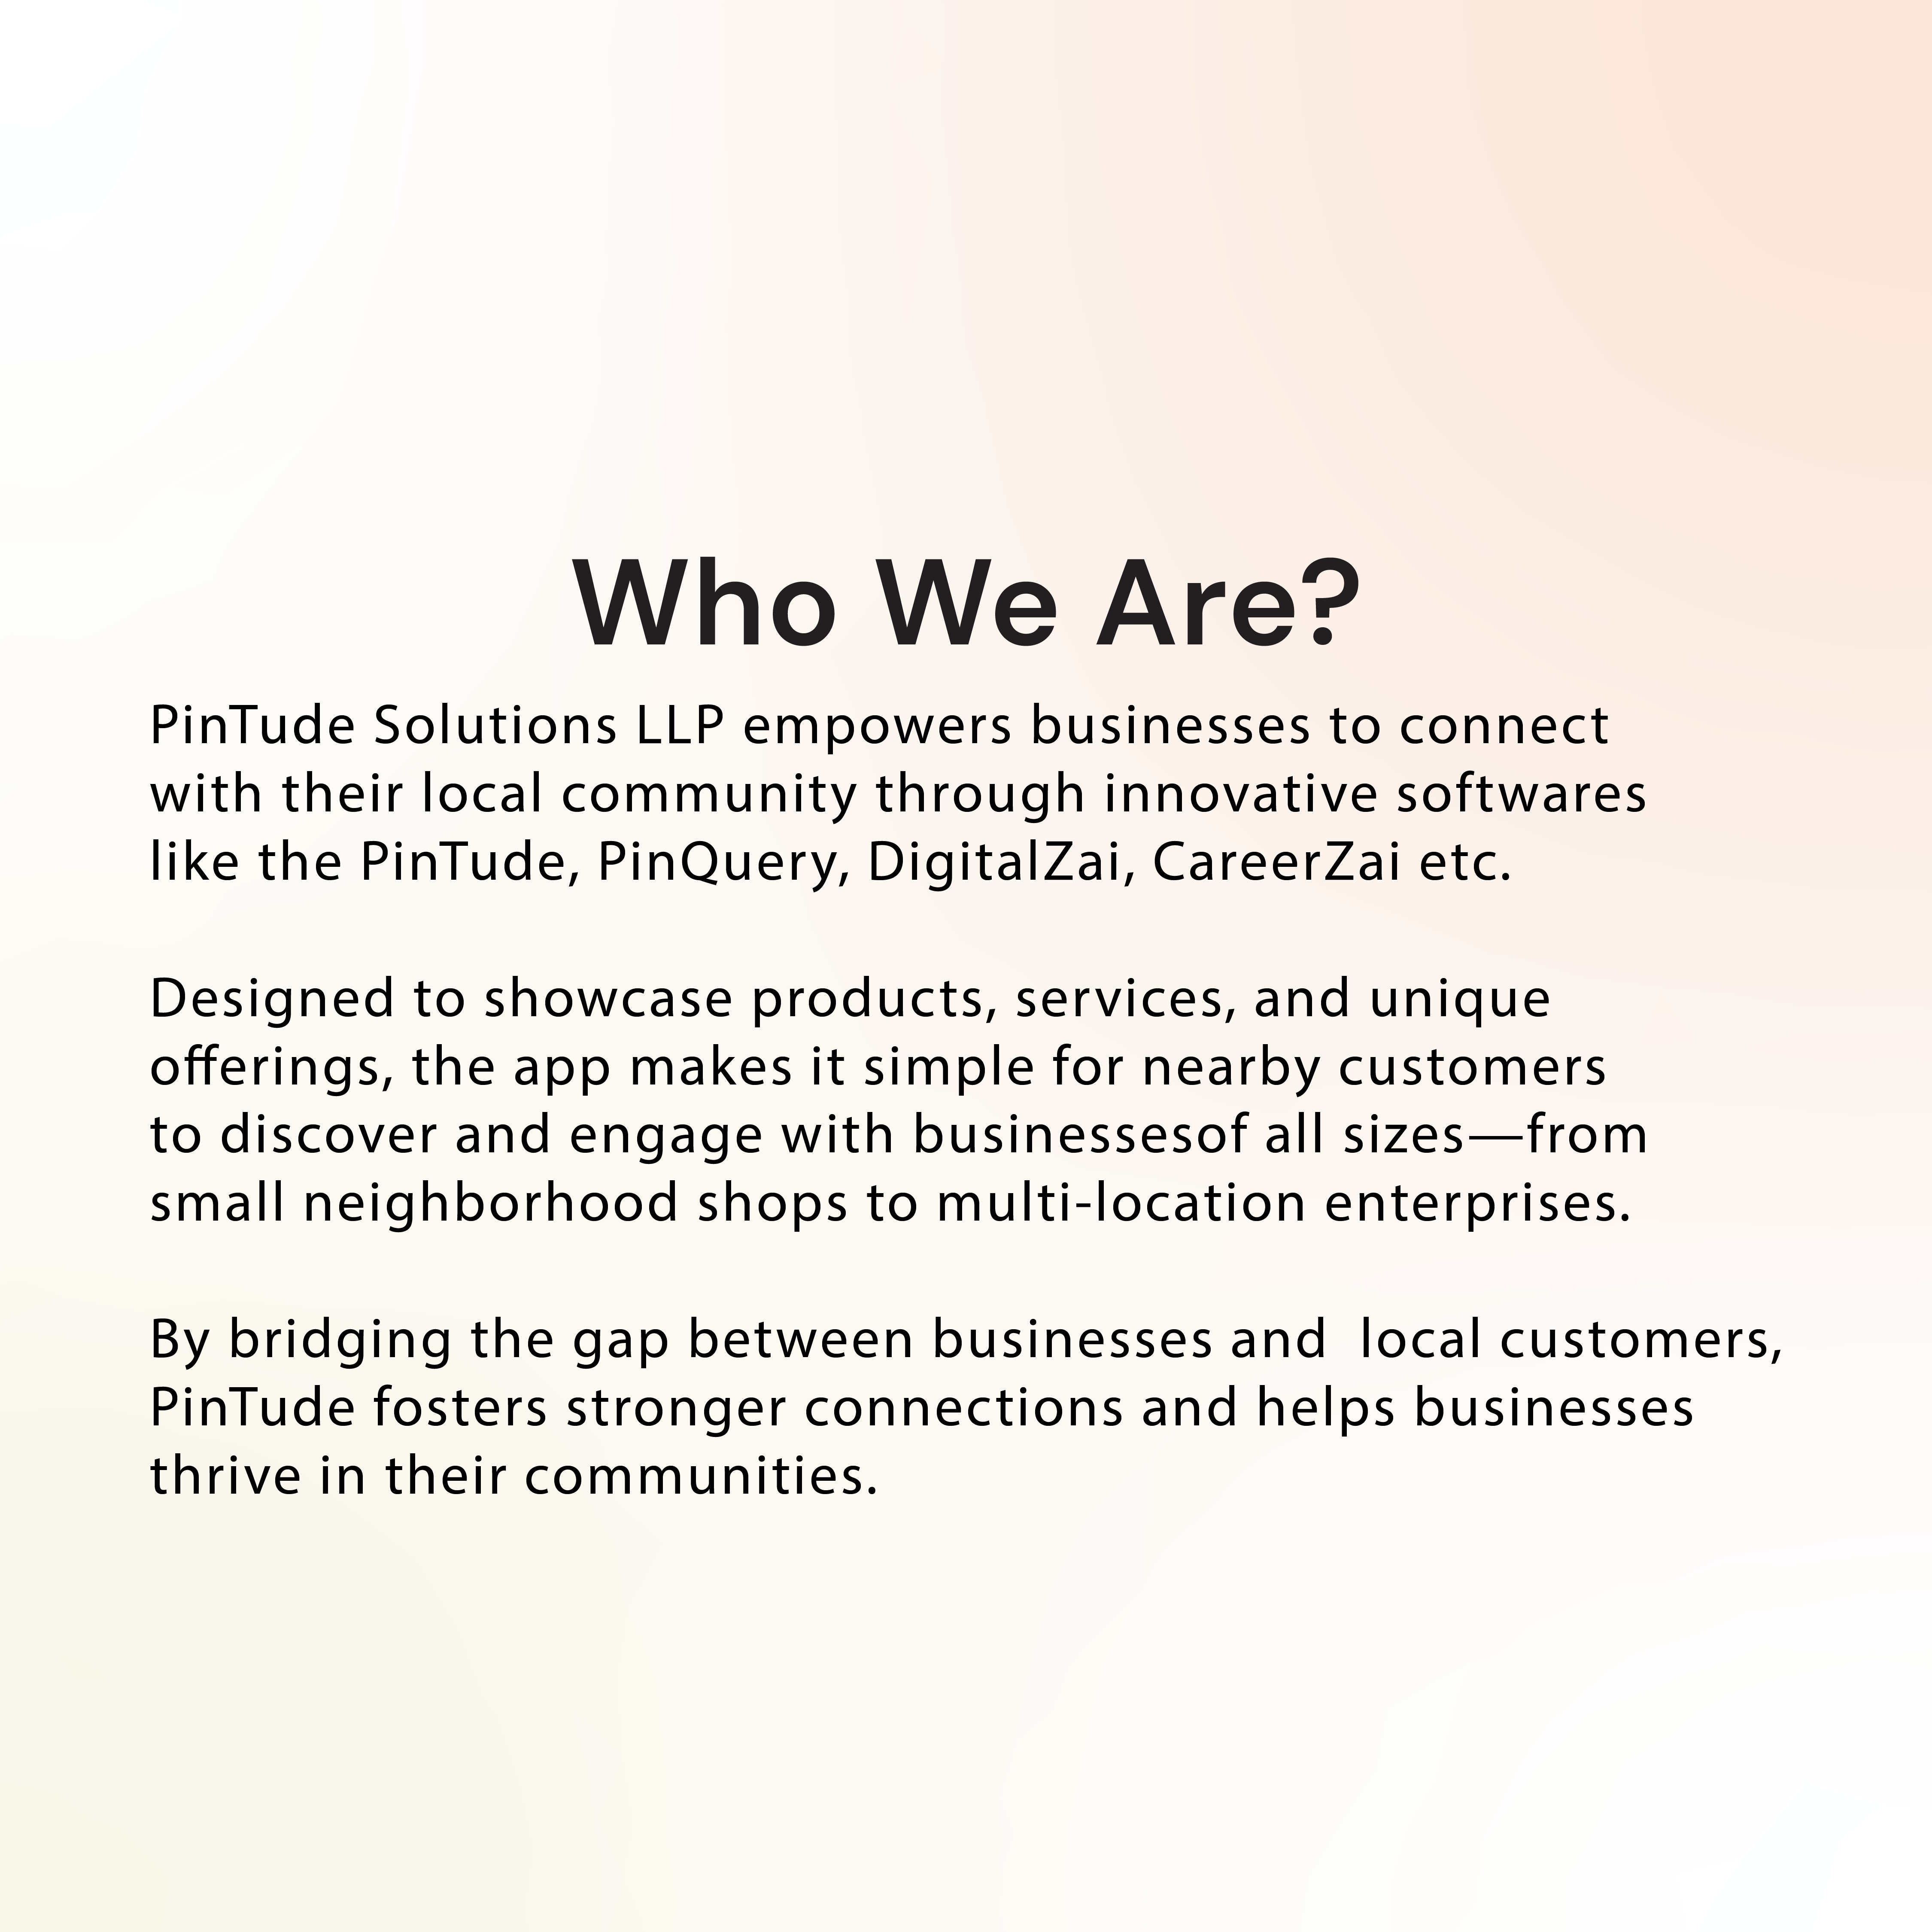 Who We Are?
PinTude Solutions LLP empowers businesses to connect
with their local community through innovative softwares
like the PinTude, PinQuery, DigitalZai, CareerZai etc.
Designed to showcase products, services, and unique
offerings, the app makes it simple for nearby customers
to discover and engage with businessesof all sizes—from
small neighborhood shops to multi-location enterprises.
By bridging the gap between businesses and  local customers,
PinTude fosters stronger connections and helps businesses
thrive in their communities.